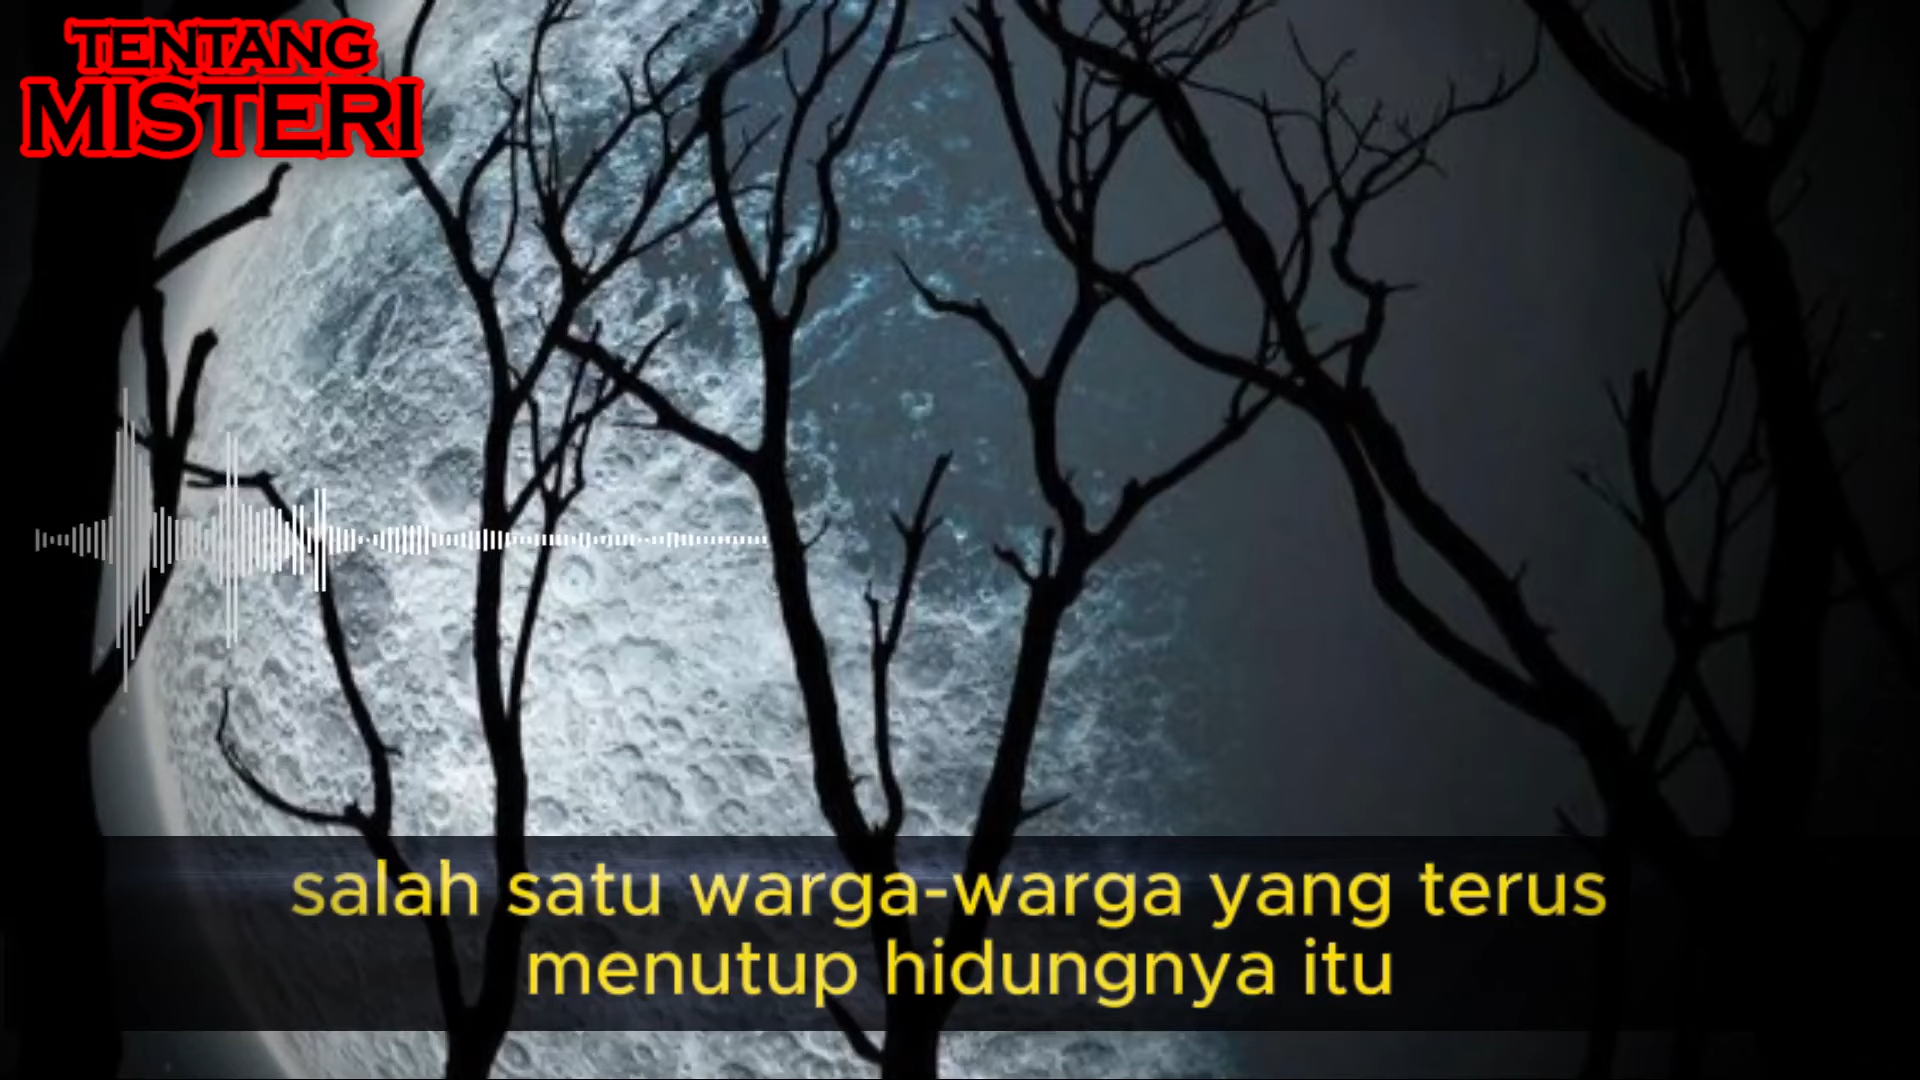 TENTANG
MISTERI
salah satu warga-warga yang terus
menutup hidungnya itu